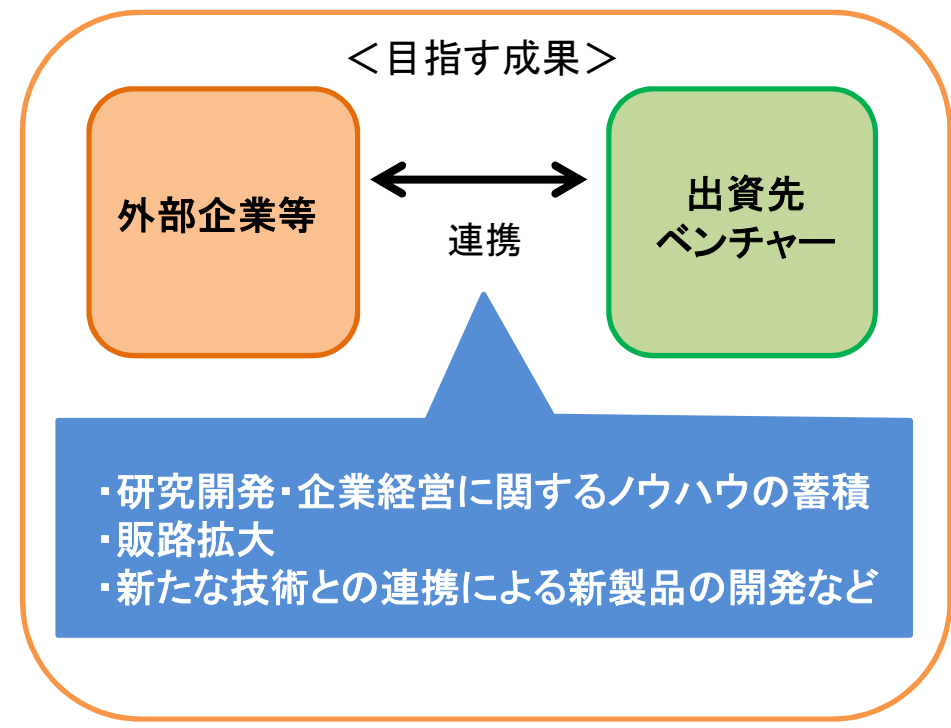 ＜目指す成果＞
外部企業等
連携
出資先
ベンチャー
・研究開発・企業経営に関するノウハウの蓄積
・販路拡大
・新たな技術との連携による新製品の開発など